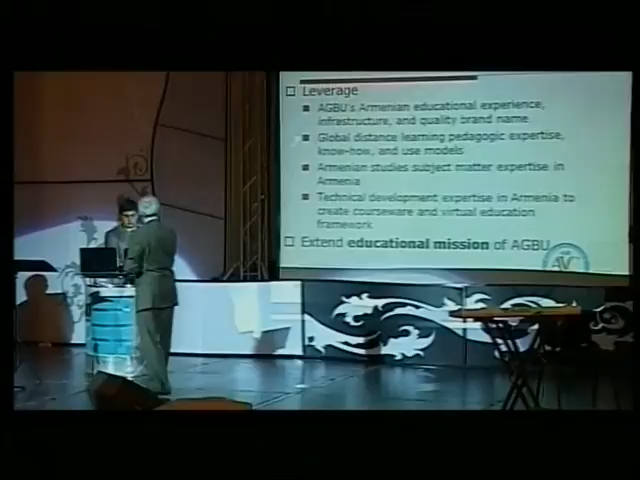 Leverage
AGBU's Armenian educational experience,
infrastructure, and quality brand name
Global distance learning pedagogic expertise,
know-how, and use models
Armenian studies subject matter expertise in
Armenia
Technical development expertise in Armenia to
create courseware and virtual education
framework
Extend educational mission of AGBU
AVC